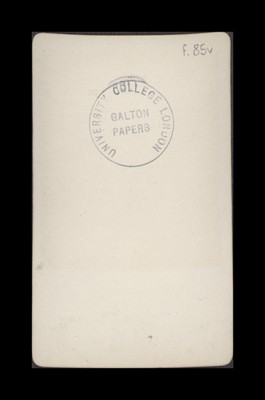 f. 85v
UNIVERSITY COLLEGE LONDON
GALTON
PAPERS